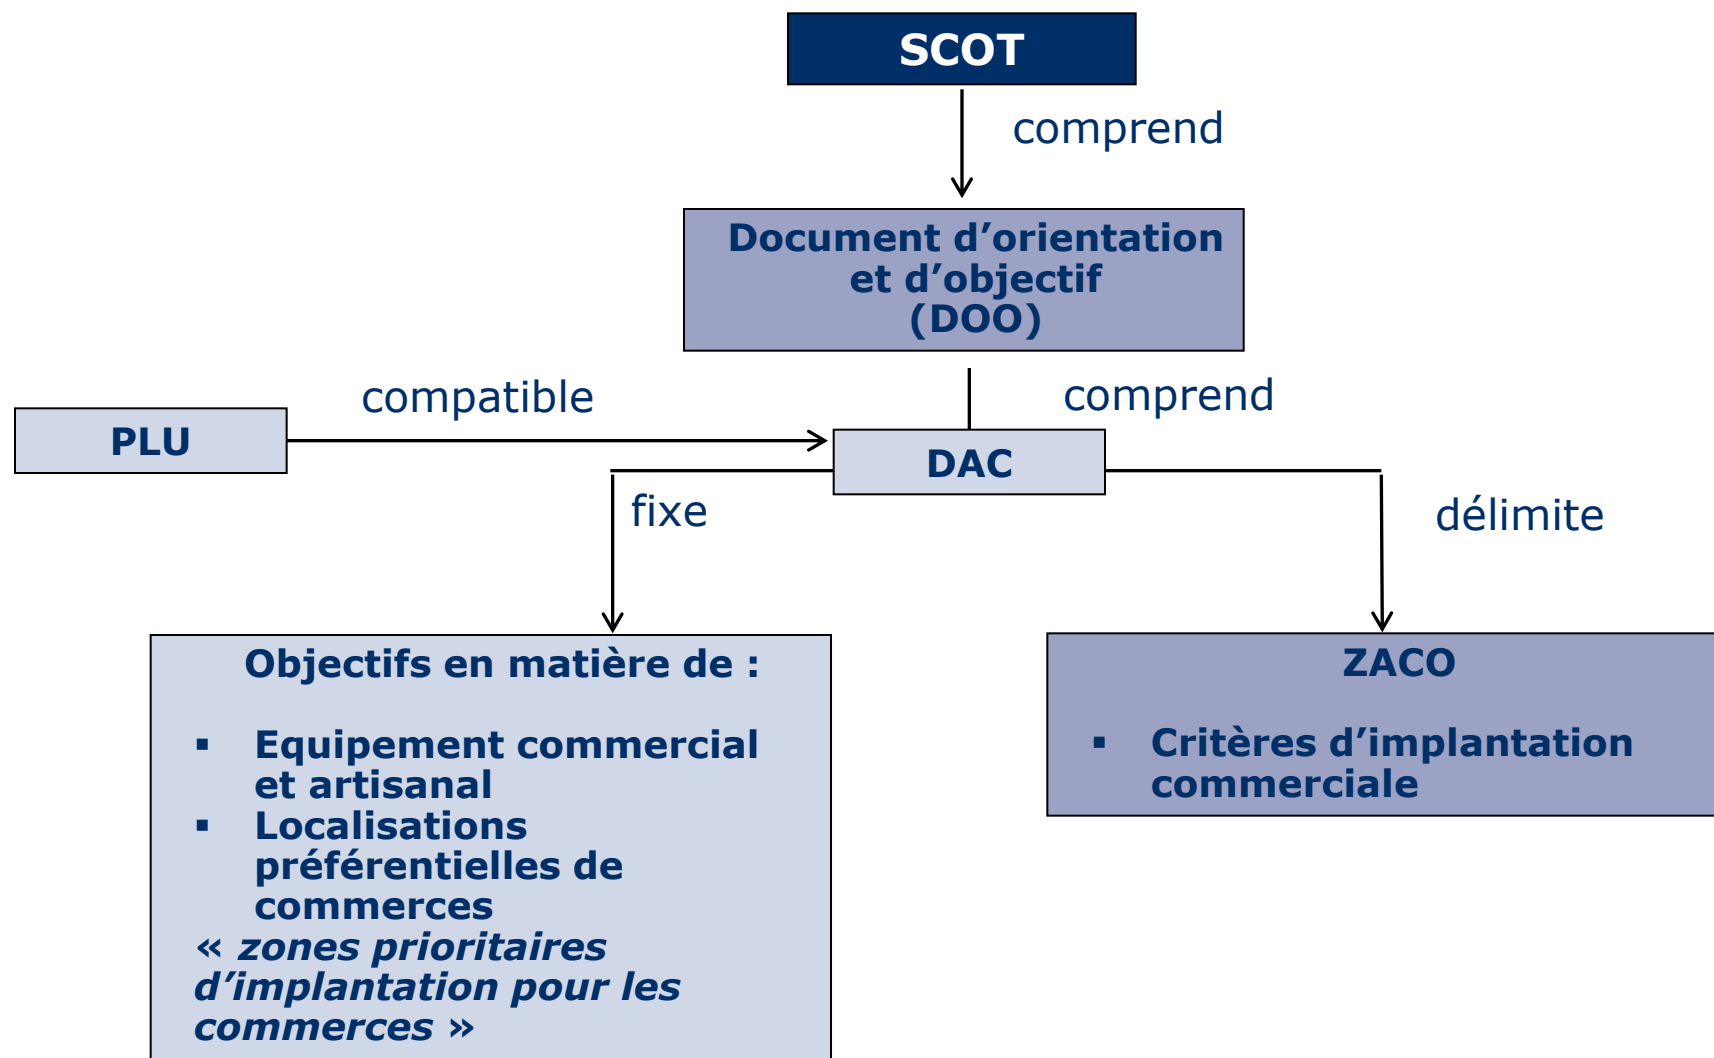 SCOT
comprend
Document d’orientation
et d’objectif
(DOO)
compatible
comprend
PLU
DAC
fixe
délimite
Objectifs en matière de :
▪ Equipement commercial
et artisanal
▪ Localisations
préférentielles de
commerces
« zones prioritaires
d’implantation pour les
commerces »
ZACO
▪ Critères d’implantation
commerciale